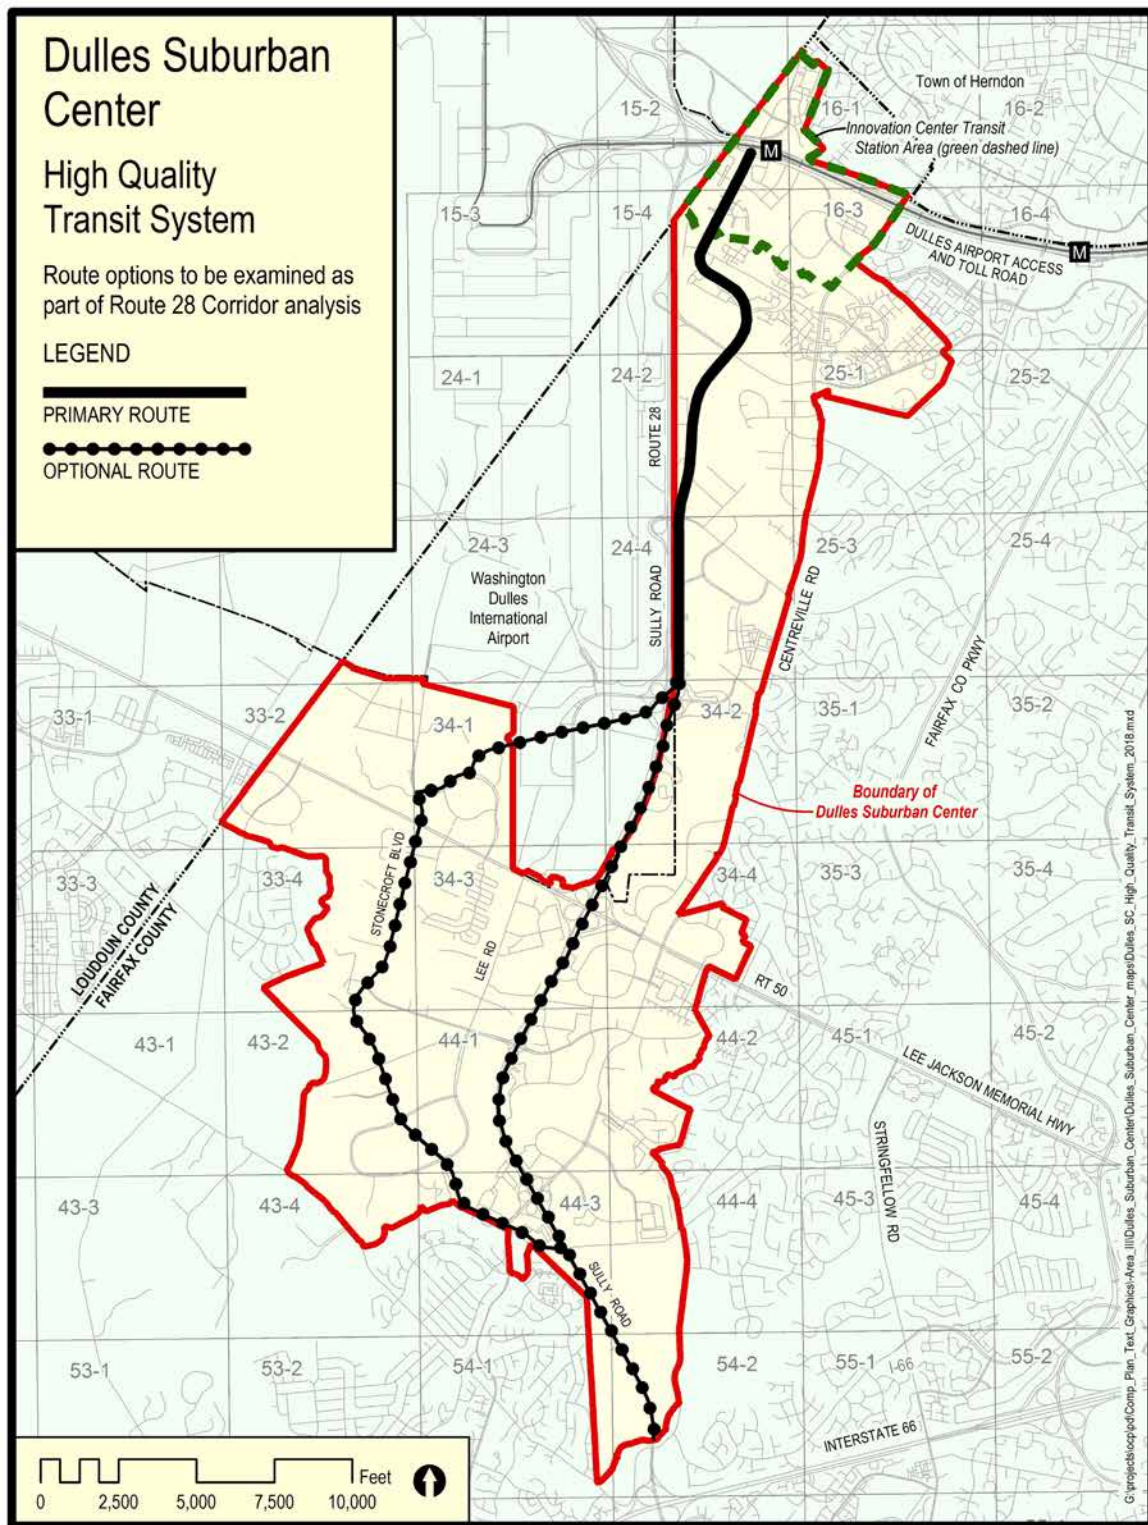 Dulles Suburban
Center
High Quality
Transit System
Route options to be examined as
part of Route 28 Corridor analysis
LEGEND
PRIMARY ROUTE
OPTIONAL ROUTE
Town of Herndon
15-2
16-1
16-2
Innovation Center Transit
Station Area (green dashed line)
M
15-3
15-4
16-3
16-4
DULLES AIRPORT ACCESS
AND TOLL ROAD
M
24-1
24-2
25-1
25-2
ROUTE 28
24-3
24-4
25-3
25-4
Washington
Dulles
International
Airport
SULLY ROAD
CENTREVILLE RD
FAIRFAX CO PKWY
33-1
33-2
34-1
34-2
35-1
35-2
Boundary of
Dulles Suburban Center
STONECROFT BLVD
33-3
33-4
34-3
34-4
35-3
35-4
LOUDOUN COUNTY
FAIRFAX COUNTY
LEE RD
RT 50
43-1
43-2
44-1
44-2
45-1
45-2
LEE JACKSON MEMORIAL HWY
STRINGFELLOW RD
43-3
43-4
44-3
44-4
45-3
45-4
SULLY ROAD
53-1
53-2
54-1
54-2
55-1
I-66
55-2
INTERSTATE 66
Feet
0 2,500 5,000 7,500 10,000
G:\projects\ocp\pd\Comp_Plan_Text_Graphics\Area_III\Dulles_Suburban_Center\Dulles_Suburban_Center_maps\Dulles_SC_High_Quality_Transit_System_2018.mxd